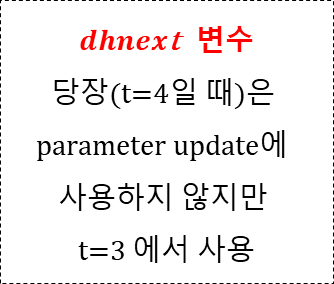 dhnext 변수
당장(t=4일 때)은
parameter update에
사용하지 않지만
t=3 에서 사용